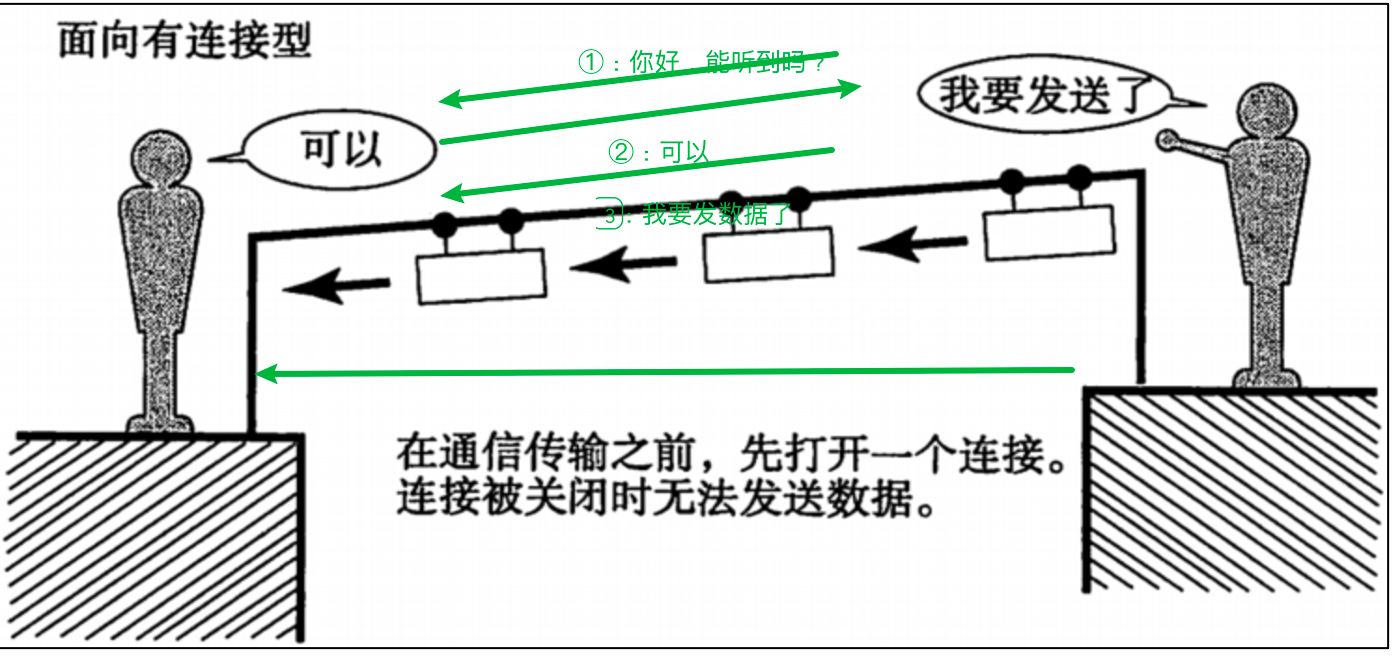 面向有连接型
①：你好 能听到吗？
我要发送了
可以
②：可以
3：我要发数据了
在通信传输之前，先打开一个连接。
连接被关闭时无法发送数据。